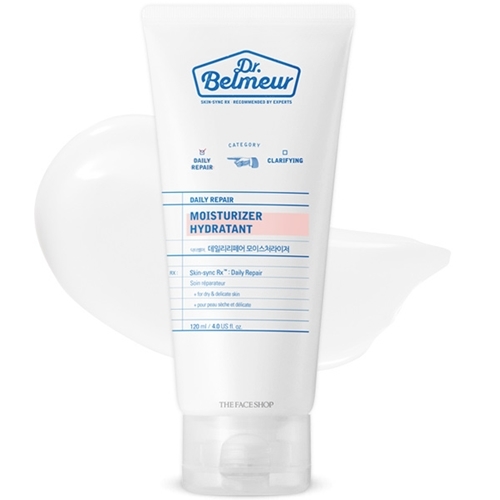 Dr.
Belmeur
SKIN-SYNC RX · RECOMMENDED BY EXPERTS
CATEGORY
DAILY
REPAIR
CLARIFYING
DAILY REPAIR
MOISTURIZER
HYDRATANT
데일리리페어 모이스처라이저
Skin-sync Rx™ : Daily Repair
Soin réparateur
+ for dry & delicate skin
+ pour peau sèche et délicate
120 ml / 4.0 US fl. oz.
THE FACE SHOP